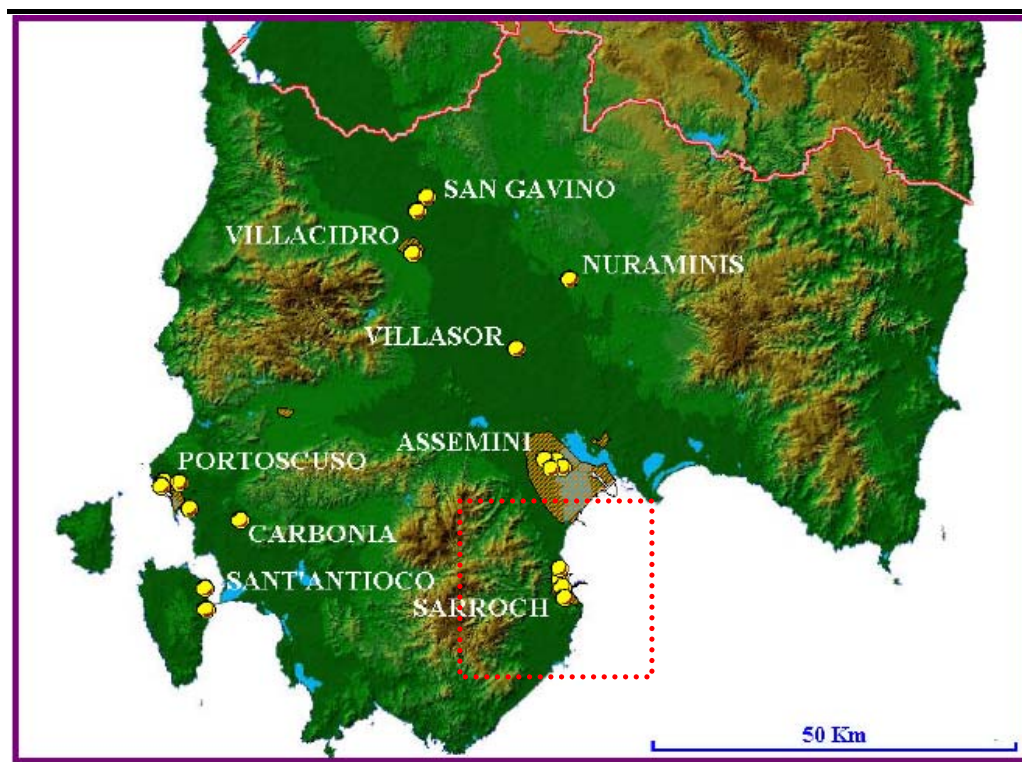 SAN GAVINO
VILLACIDRO
NURAMINIS
VILLASOR
ASSEMINI
PORTOSCUSO
CARBONIA
SANT'ANTIOCO
SARROCH
50 Km